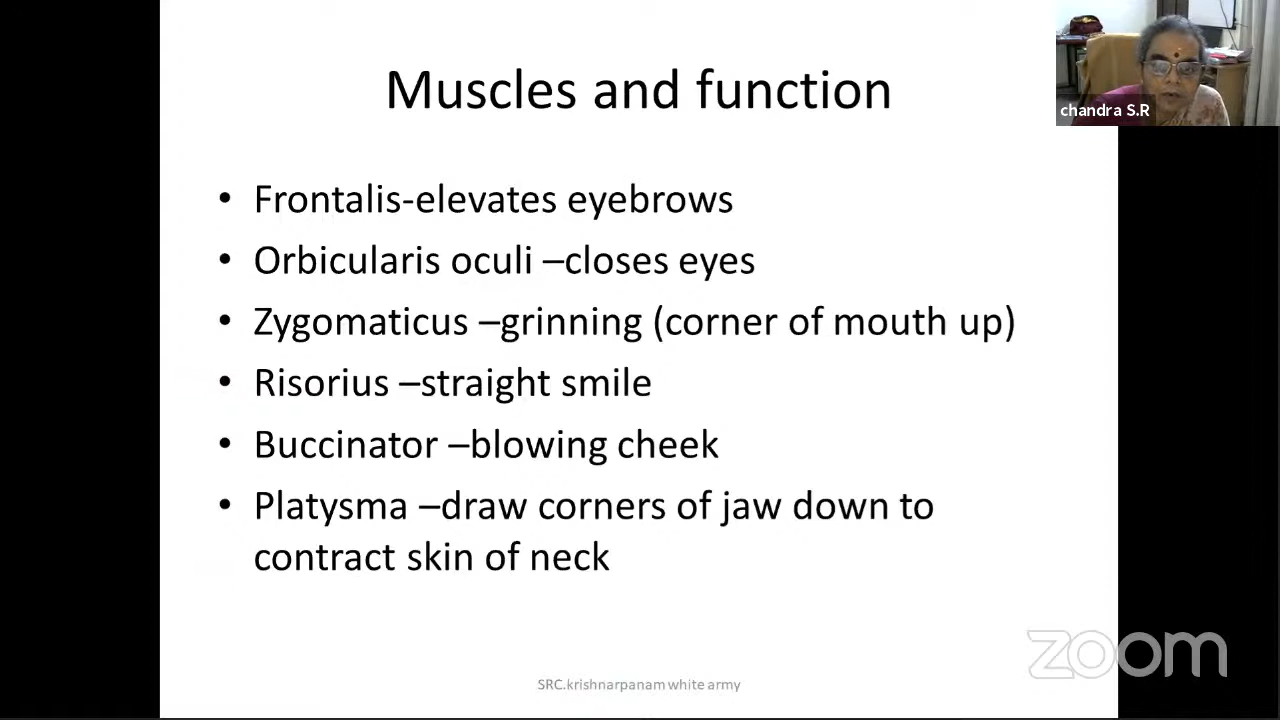 Muscles and function
chandra S.R
• Frontalis-elevates eyebrows
• Orbicularis oculi –closes eyes
• Zygomaticus –grinning (corner of mouth up)
• Risorius –straight smile
• Buccinator –blowing cheek
• Platysma –draw corners of jaw down to
contract skin of neck
zoom
SRC.krishnarpanam white army